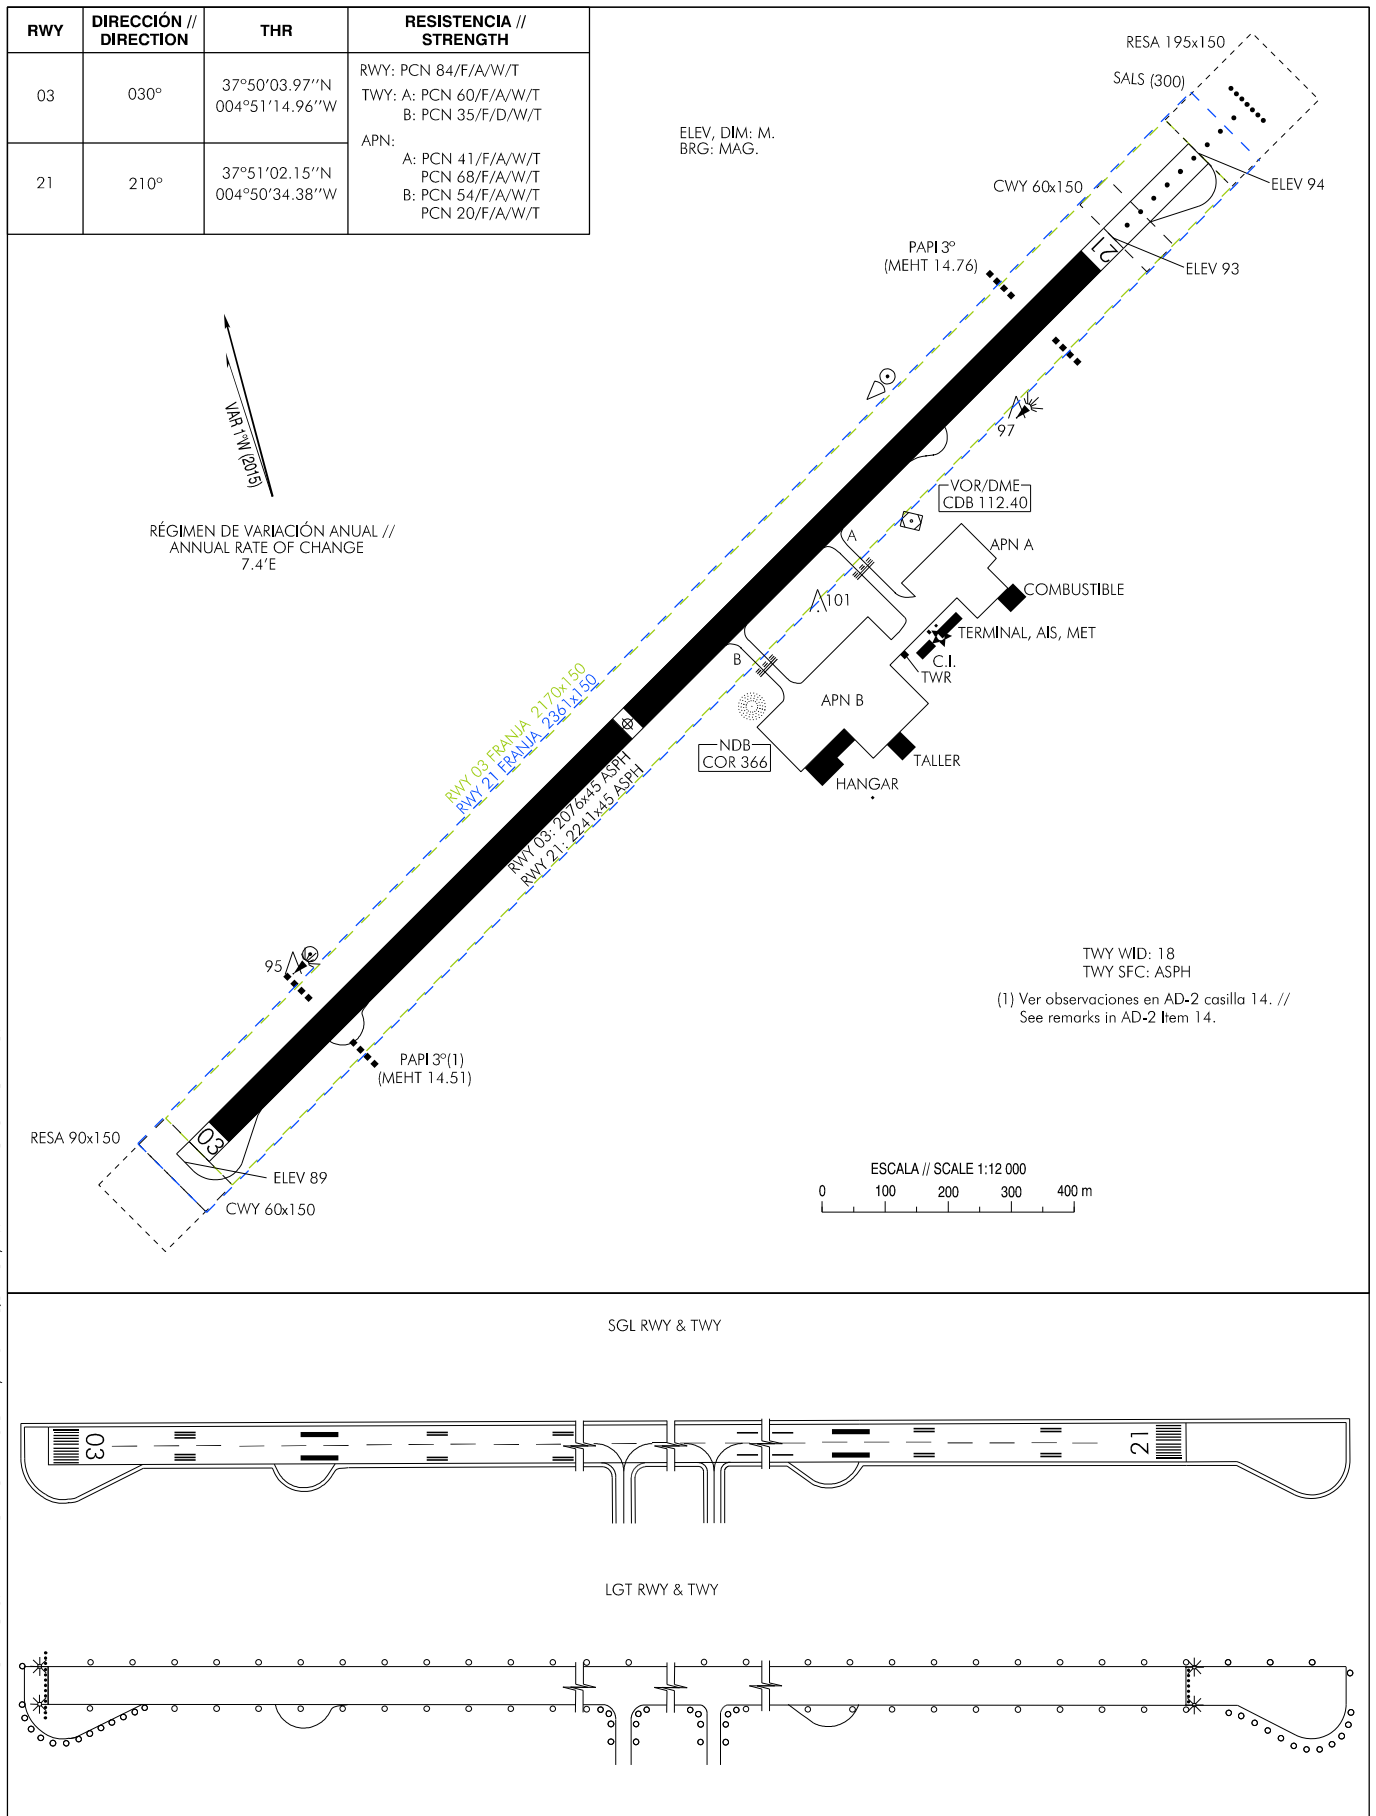 RWY
DIRECCIÓN //
DIRECTION
THR
RESISTENCIA //
STRENGTH
03
030º
37º50'03.97''N
004º51'14.96''W
21
210º
37º51'02.15''N
004º50'34.38''W
RWY: PCN 84/F/A/W/T
TWY: A: PCN 60/F/A/W/T
B: PCN 35/F/D/W/T
APN:
A: PCN 41/F/A/W/T
PCN 68/F/A/W/T
B: PCN 54/F/A/W/T
PCN 20/F/A/W/T
ELEV, DIM: M.
BRG: MAG.
RESA 195x150
SALS (300)
CWY 60x150
ELEV 94
ELEV 93
21
PAPI 3º
(MEHT 14.76)
VAR 1ºW (2015)
RÉGIMEN DE VARIACIÓN ANUAL //
ANNUAL RATE OF CHANGE
7.4'E
97
VOR/DME
CDB 112.40
A
APN A
COMBUSTIBLE
101
TERMINAL, AIS, MET
C.I.
TWR
B
APN B
NDB
COR 366
TALLER
HANGAR
RWY 03 FRANJA 2170x150
RWY 21 FRANJA 2361x150
RWY 03: 2076x45 ASPH
RWY 21: 2241x45 ASPH
95
PAPI 3º(1)
(MEHT 14.51)
TWY WID: 18
TWY SFC: ASPH
(1) Ver observaciones en AD-2 casilla 14. //
See remarks in AD-2 Item 14.
03
RESA 90x150
ELEV 89
CWY 60x150
ESCALA // SCALE 1:12 000
0 100 200 300 400 m
SGL RWY & TWY
03
21
LGT RWY & TWY